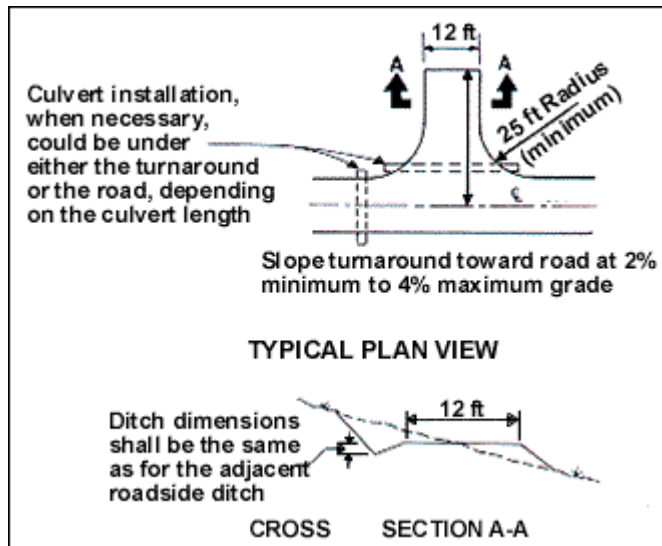 12 ft
A
A
Culvert installation,
when necessary,
could be under
either the turnaround
or the road, depending
on the culvert length
25 ft Radius
(minimum)
℄
Slope turnaround toward road at 2%
minimum to 4% maximum grade
TYPICAL PLAN VIEW
Ditch dimensions
shall be the same
as for the adjacent
roadside ditch
12 ft
CROSS SECTION A-A